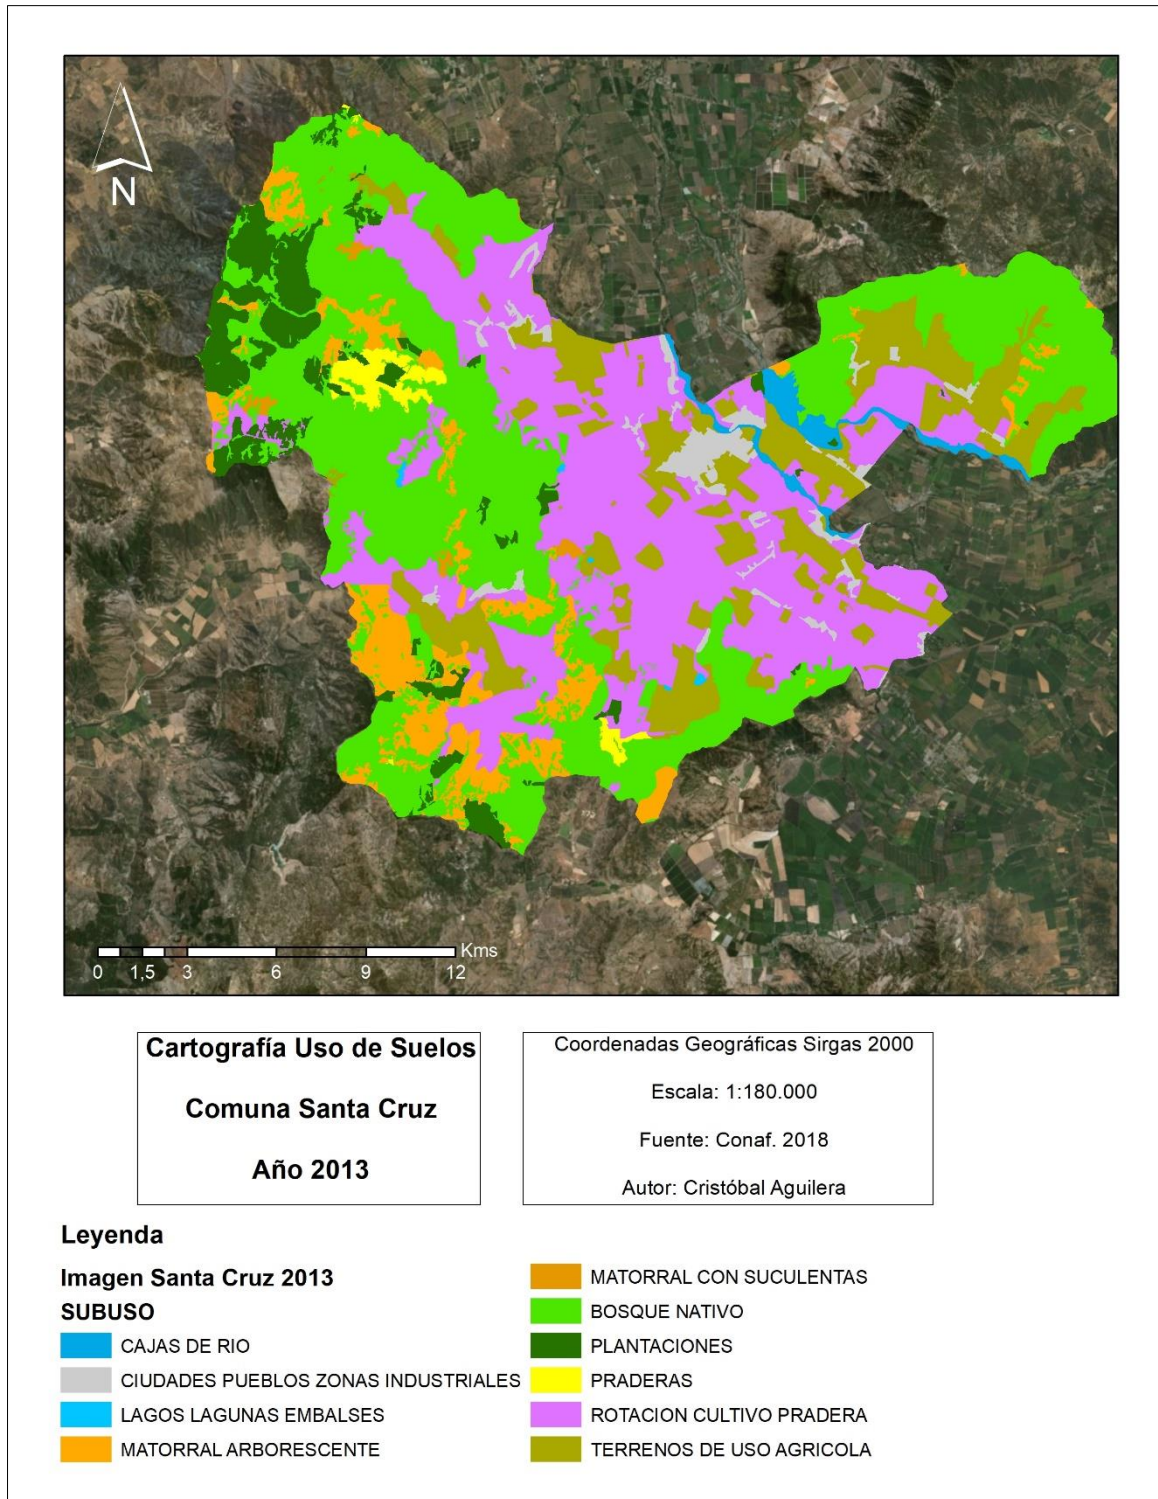 N
Kms
0 1,5 3 6 9 12
Cartografía Uso de Suelos
Comuna Santa Cruz
Año 2013
Coordenadas Geográficas Sirgas 2000
Escala: 1:180.000
Fuente: Conaf. 2018
Autor: Cristóbal Aguilera
Leyenda
Imagen Santa Cruz 2013
SUBUSO
CAJAS DE RIO
CIUDADES PUEBLOS ZONAS INDUSTRIALES
LAGOS LAGUNAS EMBALSES
MATORRAL ARBORESCENTE
MATORRAL CON SUCULENTAS
BOSQUE NATIVO
PLANTACIONES
PRADERAS
ROTACION CULTIVO PRADERA
TERRENOS DE USO AGRICOLA